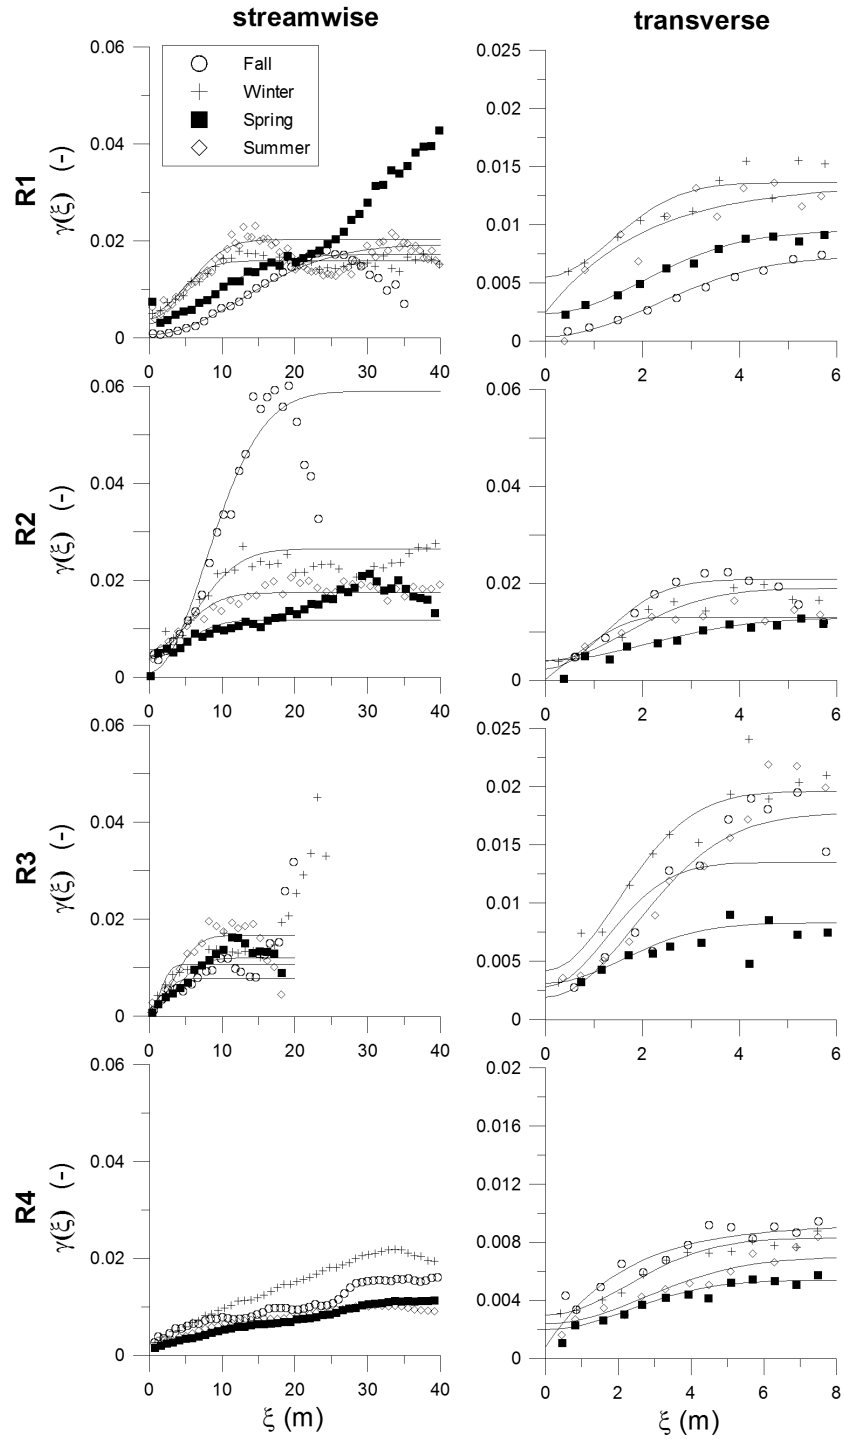 streamwise
transverse
Fall
Winter
Spring
Summer
R1
γ(ξ) (-)
0.06
0.04
0.02
0
0 10 20 30 40
0.025
0.02
0.015
0.01
0.005
0
0 2 4 6
R2
γ(ξ) (-)
0.06
0.04
0.02
0
0 10 20 30 40
0.06
0.04
0.02
0
0 2 4 6
R3
γ(ξ) (-)
0.06
0.04
0.02
0
0 10 20 30 40
0.025
0.02
0.015
0.01
0.005
0
0 2 4 6
R4
γ(ξ) (-)
0.06
0.04
0.02
0
0 10 20 30 40
ξ (m)
0.02
0.016
0.012
0.008
0.004
0
0 2 4 6 8
ξ (m)